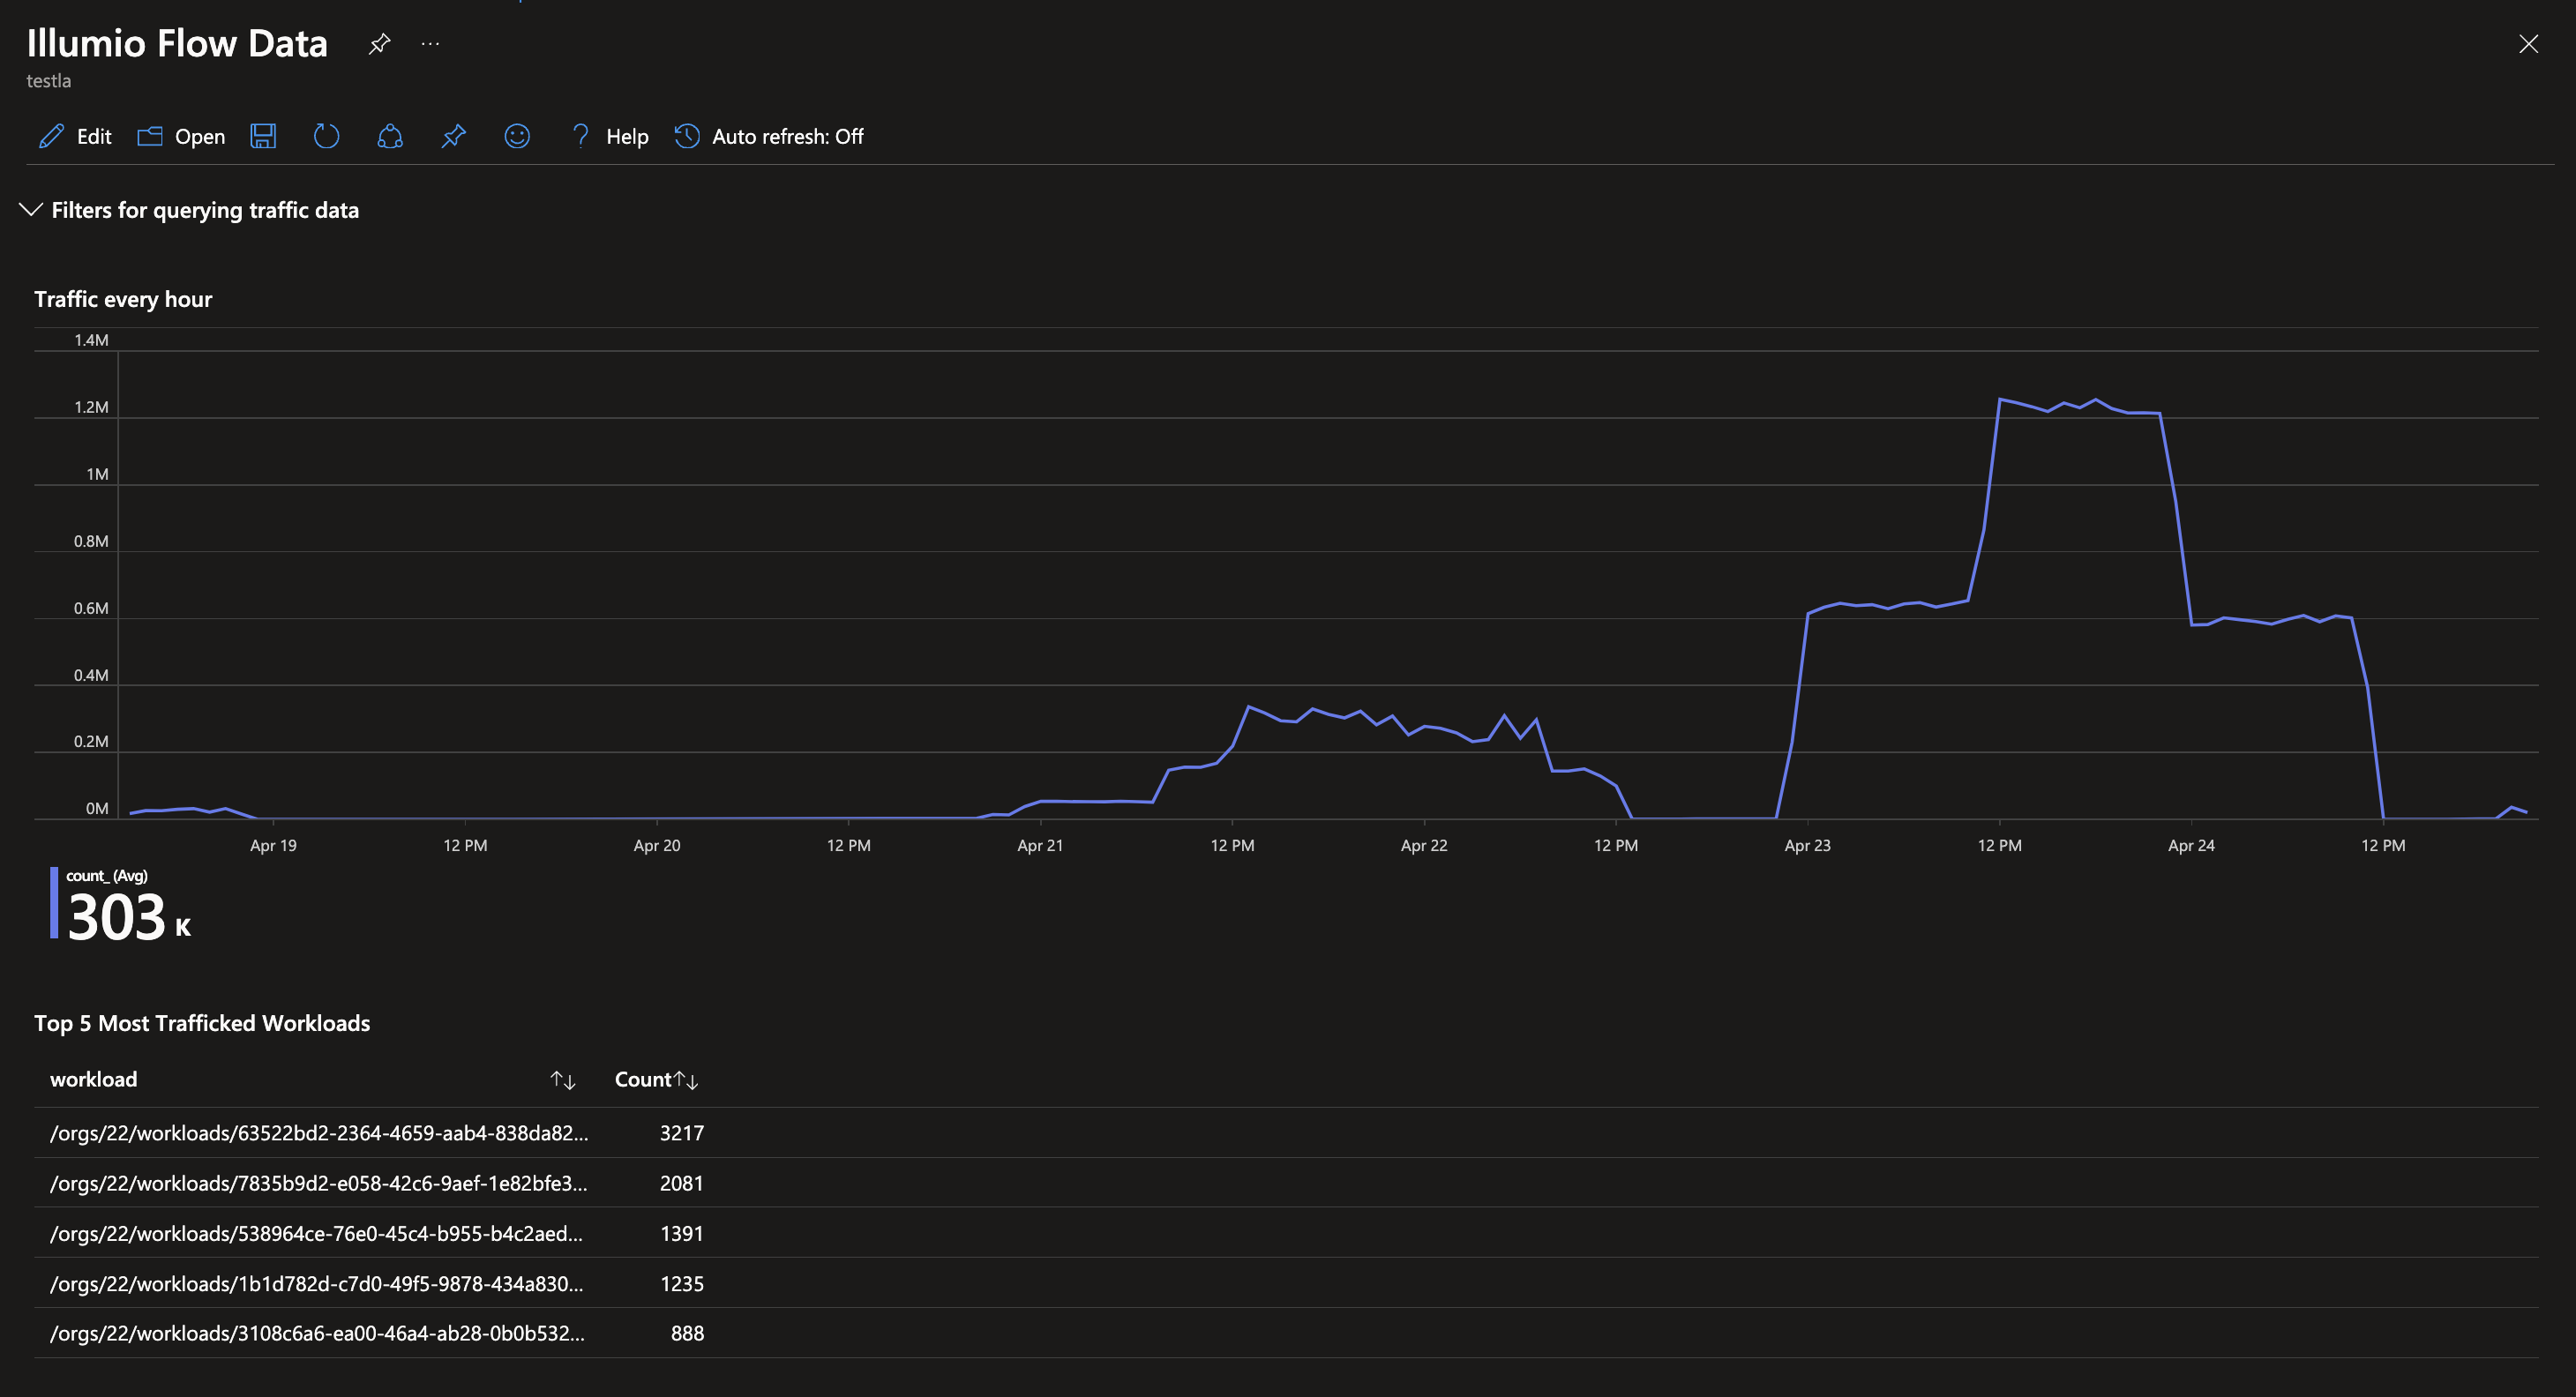 Illumio Flow Data
testla
Edit Open Help Auto refresh: Off
Filters for querying traffic data
Traffic every hour
1.4M
1.2M
1M
0.8M
0.6M
0.4M
0.2M
0M
Apr 19 12 PM Apr 20 12 PM Apr 21 12 PM Apr 22 12 PM Apr 23 12 PM Apr 24 12 PM
count_ (Avg)
303 K
Top 5 Most Trafficked Workloads
workload Count
/orgs/22/workloads/63522bd2-2364-4659-aab4-838da82... 3217
/orgs/22/workloads/7835b9d2-e058-42c6-9aef-1e82bfe3... 2081
/orgs/22/workloads/538964ce-76e0-45c4-b955-b4c2aed... 1391
/orgs/22/workloads/1b1d782d-c7d0-49f5-9878-434a830... 1235
/orgs/22/workloads/3108c6a6-ea00-46a4-ab28-0b0b532... 888